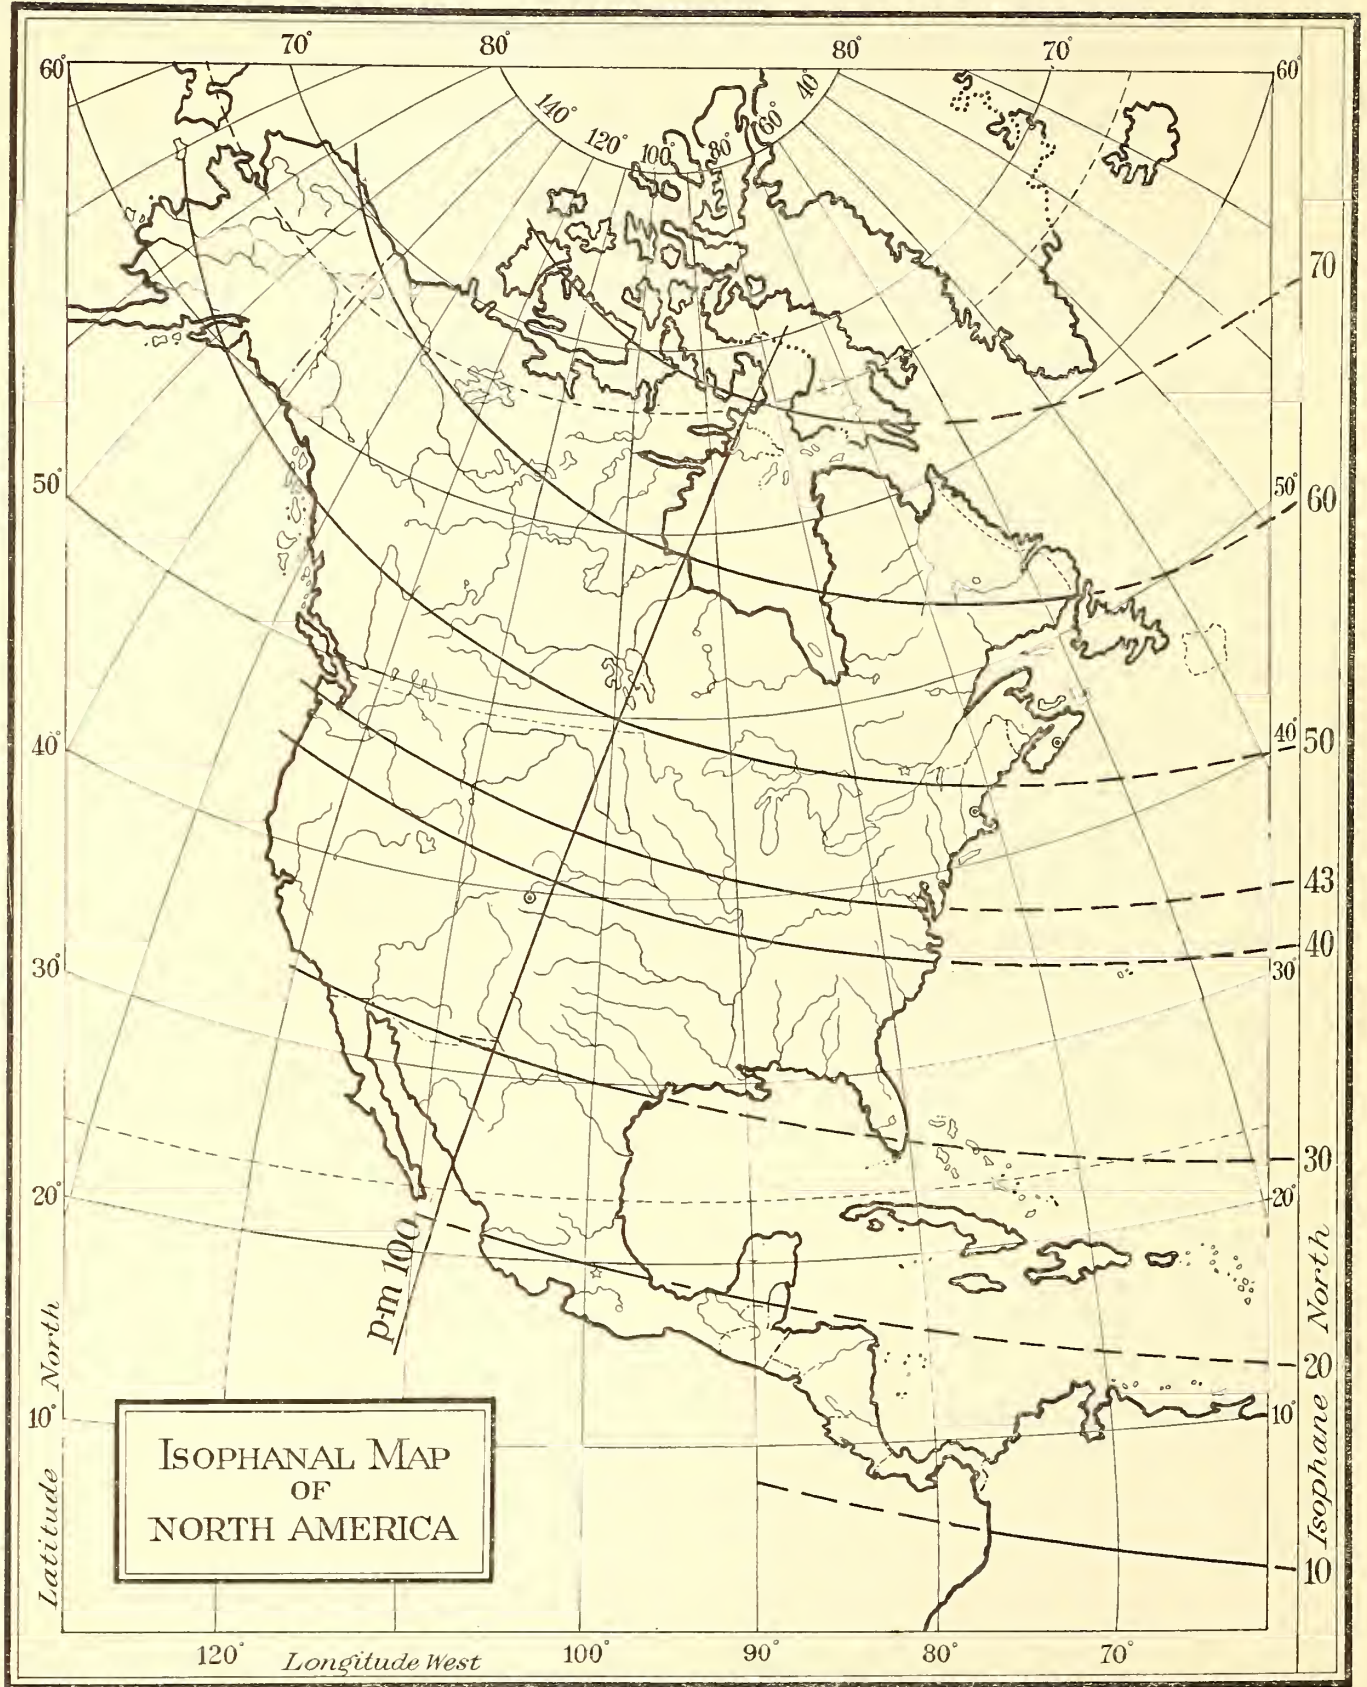 70° 80° 80° 70°
60° 60°
140° 120° 100° 80° 60° 40°
70
50° 50° 60
40° 40° 50
43
40
30° 30°
30
20° 20°
p·m 100
20
10° 10°
10
Latitude North
Isophane North
ISOPHANAL MAP
OF
NORTH AMERICA
120° 100° 90° 80° 70°
Longitude West